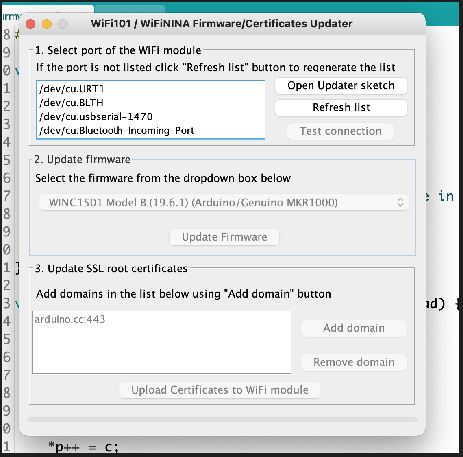 WiFi101 / WiFiNINA Firmware/Certificates Updater
1. Select port of the WiFi module
If the port is not listed click "Refresh list" button to regenerate the list
/dev/cu.URT1
/dev/cu.BLTH
/dev/cu.usbserial-1470
/dev/cu.Bluetooth-Incoming-Port
Open Updater sketch
Refresh list
Test connection
2. Update firmware
Select the firmware from the dropdown box below
WINC1501 Model B (19.6.1) (Arduino/Genuino MKR1000)
Update Firmware
e in
3. Update SSL root certificates
Add domains in the list below using "Add domain" button
arduino.cc:443
Add domain
Remove domain
Upload Certificates to WiFi module
ad) {
*p++ = c;